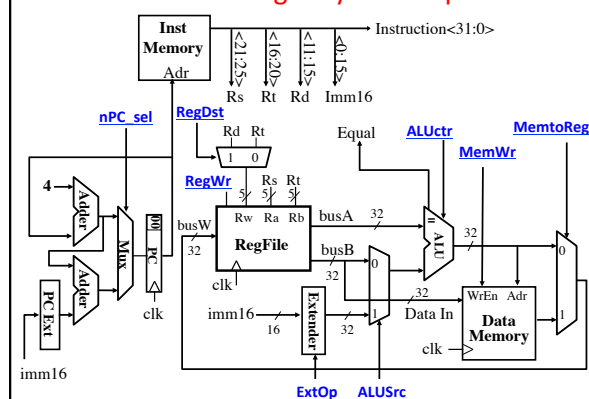 Inst
Memory
Adr
Instruction<31:0>
<21:25>
<16:20>
<11:15>
<0:15>
Rs
Rt
Rd
Imm16
nPC_sel
RegDst
Rd
Rt
1
0
Equal
ALUctr
MemtoReg
MemWr
4
Adder
RegWr
Rs
Rt
5
5
5
Rw
Ra
Rb
busA
32
=
ALU
32
0
busW
32
RegFile
busB
0
32
Mux
00
PC
Adder
PC Ext
clk
clk
imm16
16
Extender
32
1
32
Data In
WrEn
Adr
Data
Memory
1
clk
imm16
ExtOp
ALUSrc